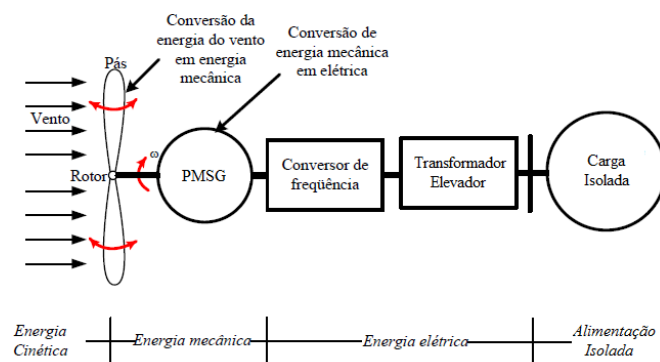 Conversão da
energia do vento
em energia
mecânica
Conversão de
energia mecânica
em elétrica
Pás
Vento
ω
Rotor
PMSG
Conversor de
freqüência
Transformador
Elevador
Carga
Isolada
Energia
Cinética
Energia mecânica
Energia elétrica
Alimentação
Isolada